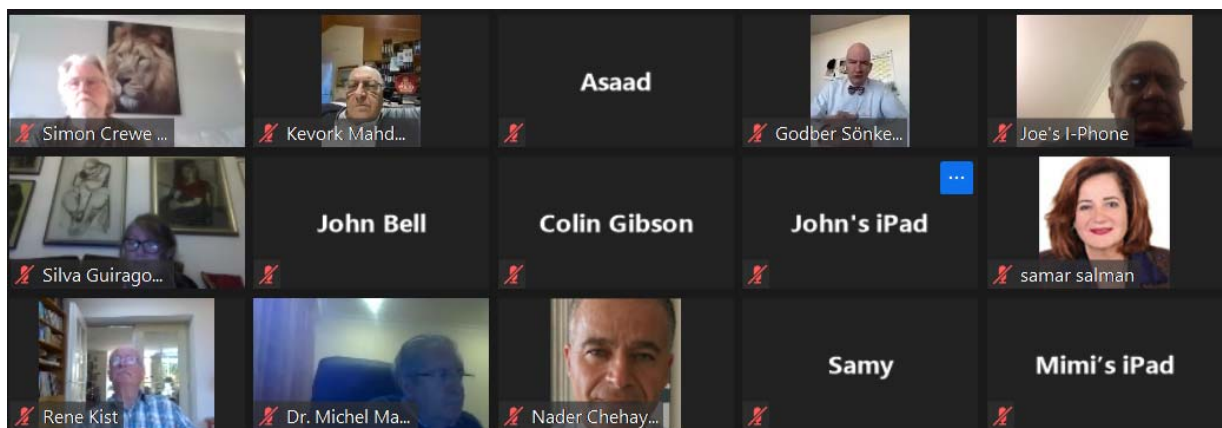 Simon Crewe ...
Kevork Mahd...
Asaad
Godber Sönke...
Joe's I-Phone
Silva Guirago...
John Bell
Colin Gibson
John's iPad
...
samar salman
Rene Kist
Dr. Michel Ma...
Nader Chehay...
Samy
Mimi's iPad